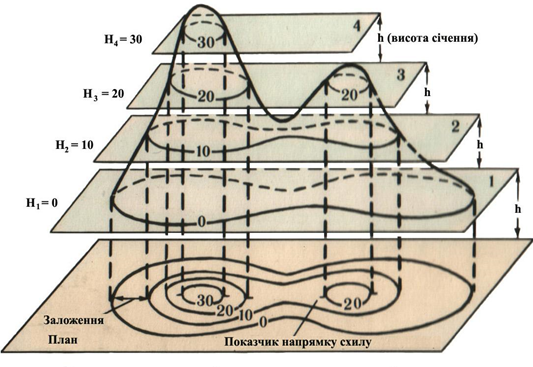 H₄ = 30
30
4
h (висота січення)
H₃ = 20
20
20
3
h
H₂ = 10
10
2
h
H₁= 0
0
1
h
30
20
10
0
20
Заложення
План
Показчик напрямку схилу